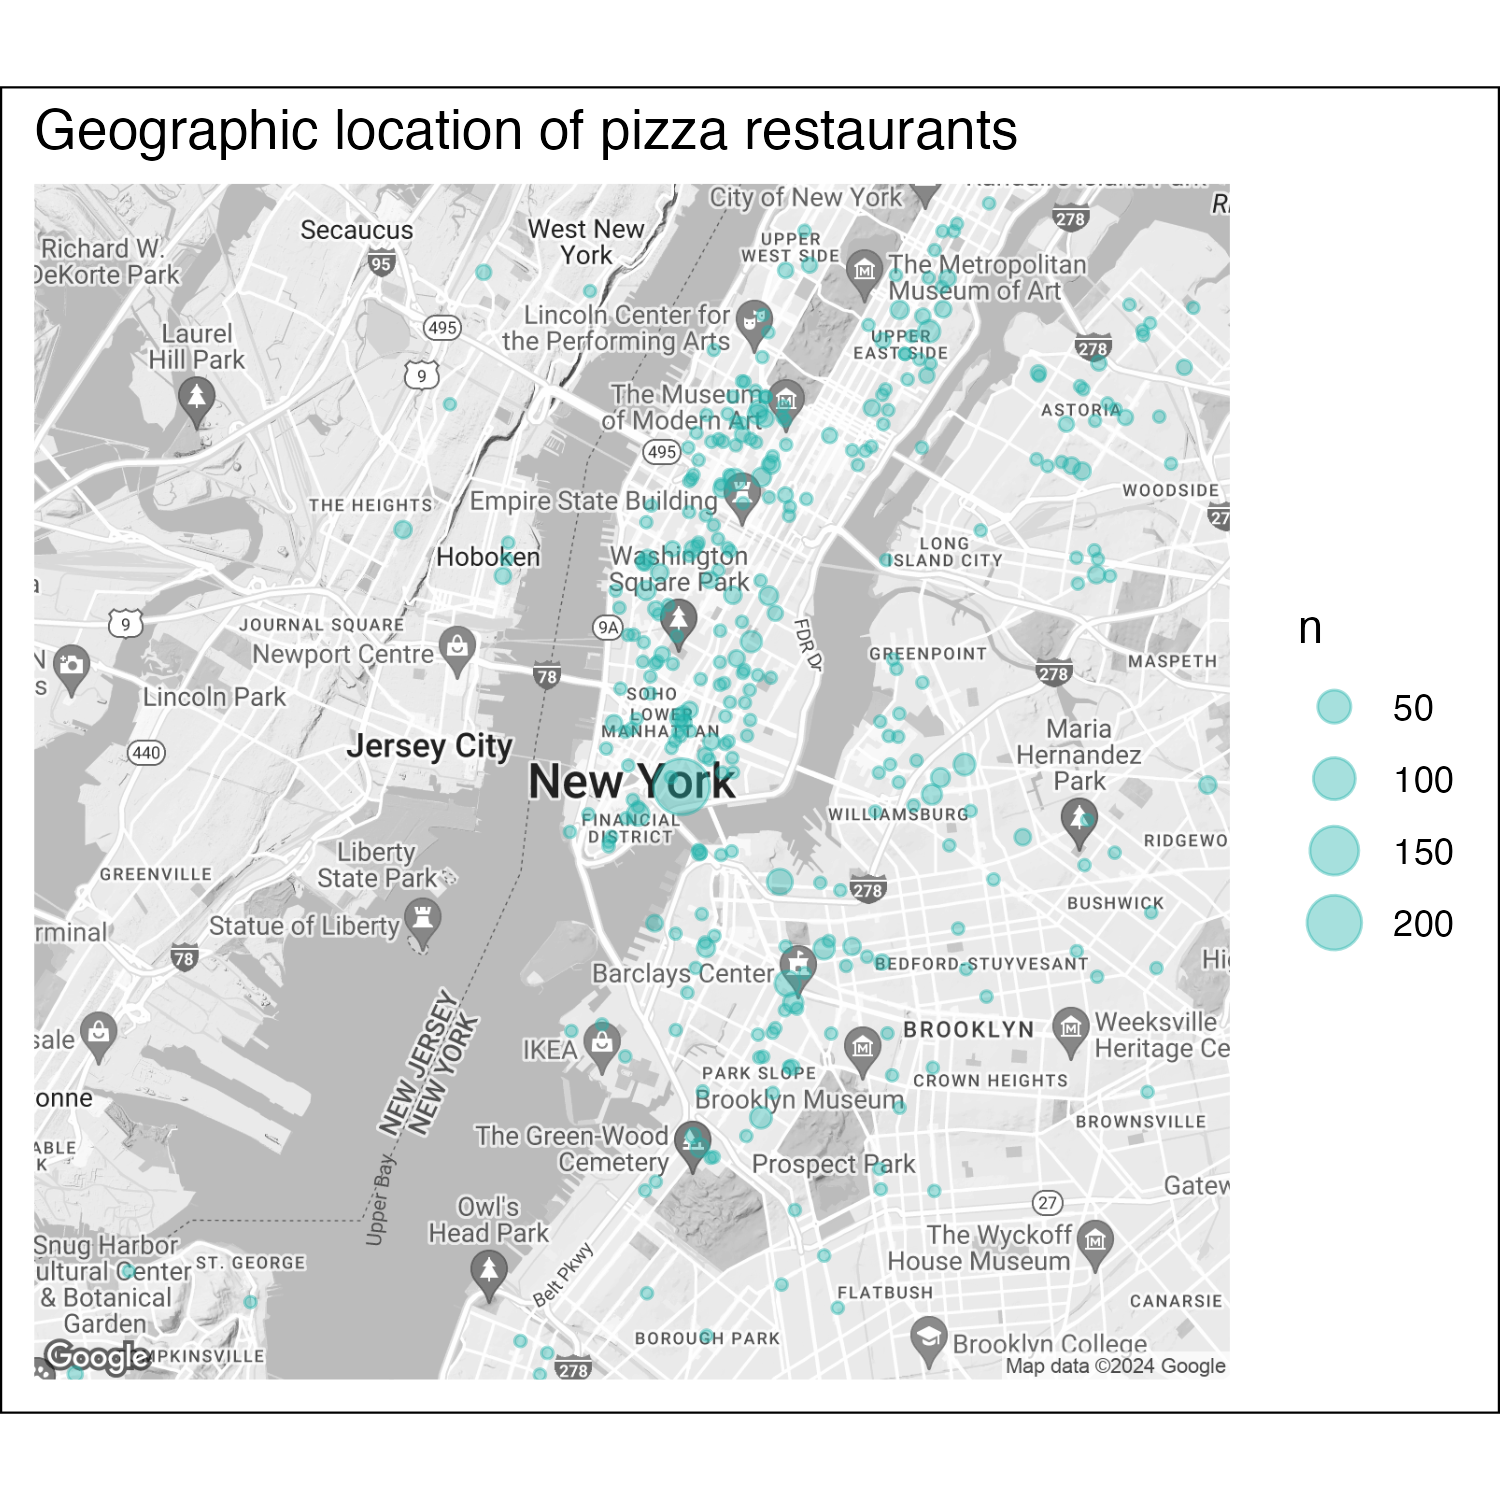 Geographic location of pizza restaurants
City of New York
278
Secaucus
West New
York
UPPER
WEST SIDE
Richard W.
DeKorte Park
95
The Metropolitan
Museum of Art
Lincoln Center for
the Performing Arts
495
Laurel
Hill Park
UPPER
EAST SIDE
278
9
The Museum
of Modern Art
ASTORIA
495
Empire State Building
WOODSIDE
THE HEIGHTS
27
Hoboken
LONG
ISLAND CITY
Washington
Square Park
a
9
JOURNAL SQUARE
9A
FDR Dr
Newport Centre
GREENPOINT
MASPETH
N
S
78
278
Lincoln Park
SOHO
LOWER
MANHATTAN
Jersey City
440
Maria
Hernandez
Park
New York
FINANCIAL
DISTRICT
WILLIAMSBURG
RIDGEWO
Liberty
State Park
GREENVILLE
278
BUSHWICK
Statue of Liberty
rminal
78
Barclays Center
BEDFORD-STUYVESANT
Hi
NEW JERSEY
NEW YORK
BROOKLYN
Weeksville
Heritage Ce
sale
IKEA
PARK SLOPE
CROWN HEIGHTS
onne
Brooklyn Museum
BROWNSVILLE
The Green-Wood
Cemetery
Prospect Park
ABLE
K
Upper Bay
Gatew
27
Owl's
Head Park
The Wyckoff
House Museum
Snug Harbor
ultural Center
& Botanical
Garden
ST. GEORGE
Belt Pkwy
FLATBUSH
CANARSIE
BOROUGH PARK
Brooklyn College
Google
MPKINSVILLE
278
Map data ©2024 Google
n
50
100
150
200